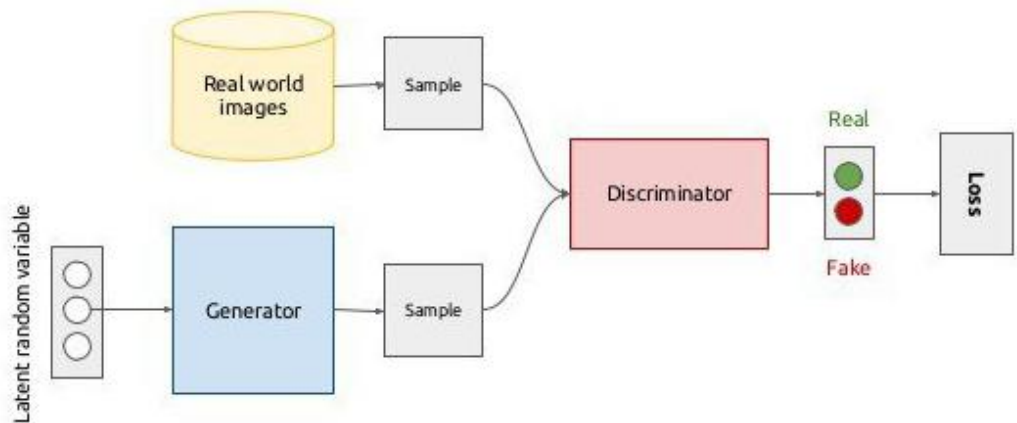 Real world
images
Sample
Latent random variable
Generator
Sample
Discriminator
Real
Fake
Loss